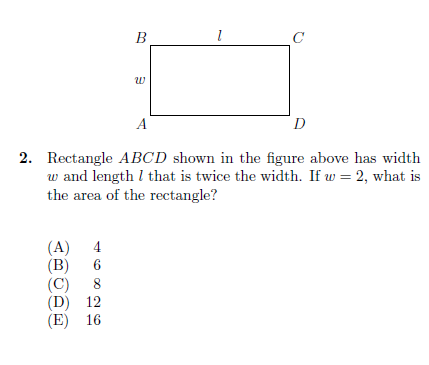 B l C
w
A D
2. Rectangle ABCD shown in the figure above has width
w and length l that is twice the width. If w = 2, what is
the area of the rectangle?
(A) 4
(B) 6
(C) 8
(D) 12
(E) 16